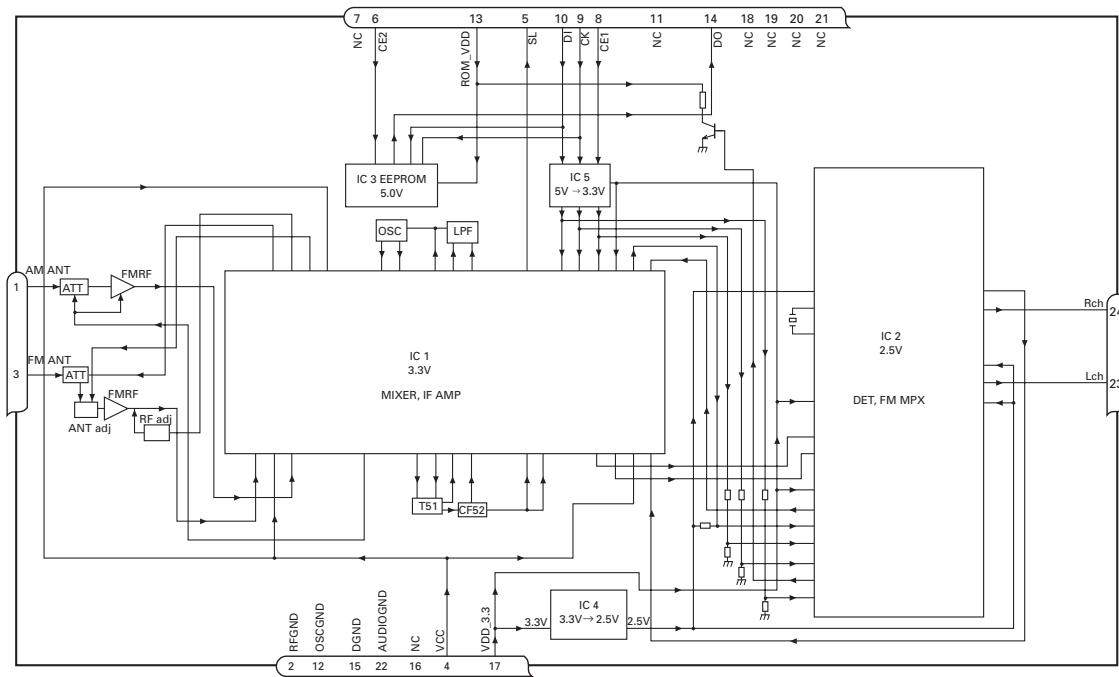 7 6 13 5 10 9 8 11 14 18 19 20 21
NC
CE2
ROM_VDD
SL
DI
CK
CE1
NC
DO
NC
NC
NC
NC
IC 3 EEPROM
5.0V
IC 5
5V → 3.3V
OSC
LPF
AM ANT
1
ATT
FMRF
FM ANT
3
ATT
FMRF
RF adj
ANT adj
IC 1
3.3V
MIXER, IF AMP
IC 2
2.5V
DET, FM MPX
Rch
24
Lch
23
T51
CF52
IC 4
3.3V → 2.5V
3.3V
2.5V
RFGND
OSCGND
DGND
AUDIOGND
NC
VCC
VDD_3.3
2 12 15 22 16 4 17